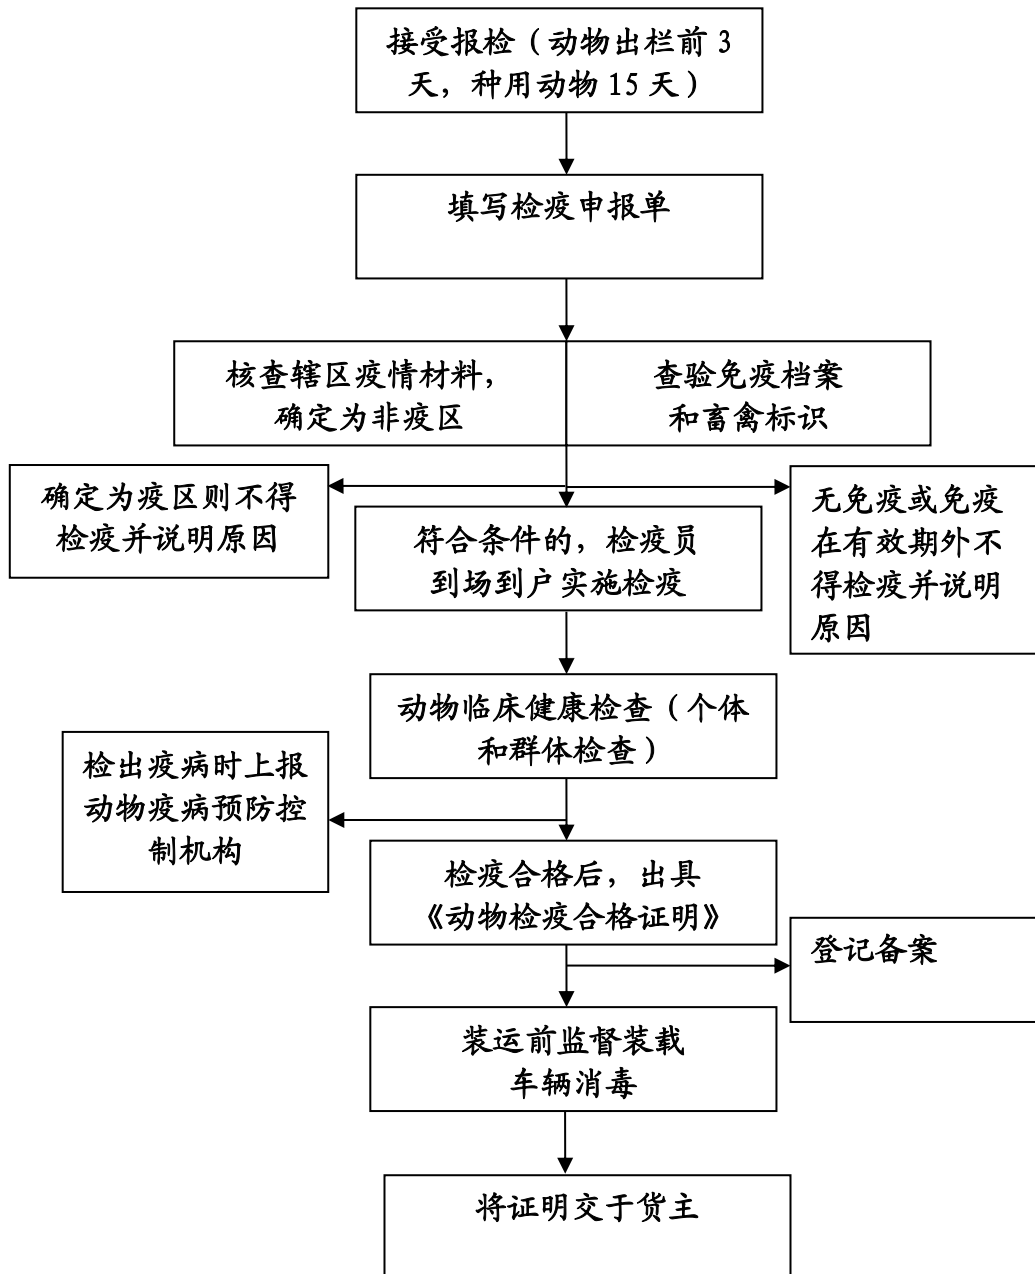 接受报检（动物出栏前 3
天，种用动物 15 天）
填写检疫申报单
核查辖区疫情材料，
确定为非疫区
查验免疫档案
和畜禽标识
确定为疫区则不得
检疫并说明原因
无免疫或免疫
在有效期外不
得检疫并说明
原因
符合条件的，检疫员
到场到户实施检疫
动物临床健康检查（个体
和群体检查）
检出疫病时上报
动物疫病预防控
制机构
检疫合格后，出具
《动物检疫合格证明》
登记备案
装运前监督装载
车辆消毒
将证明交于货主